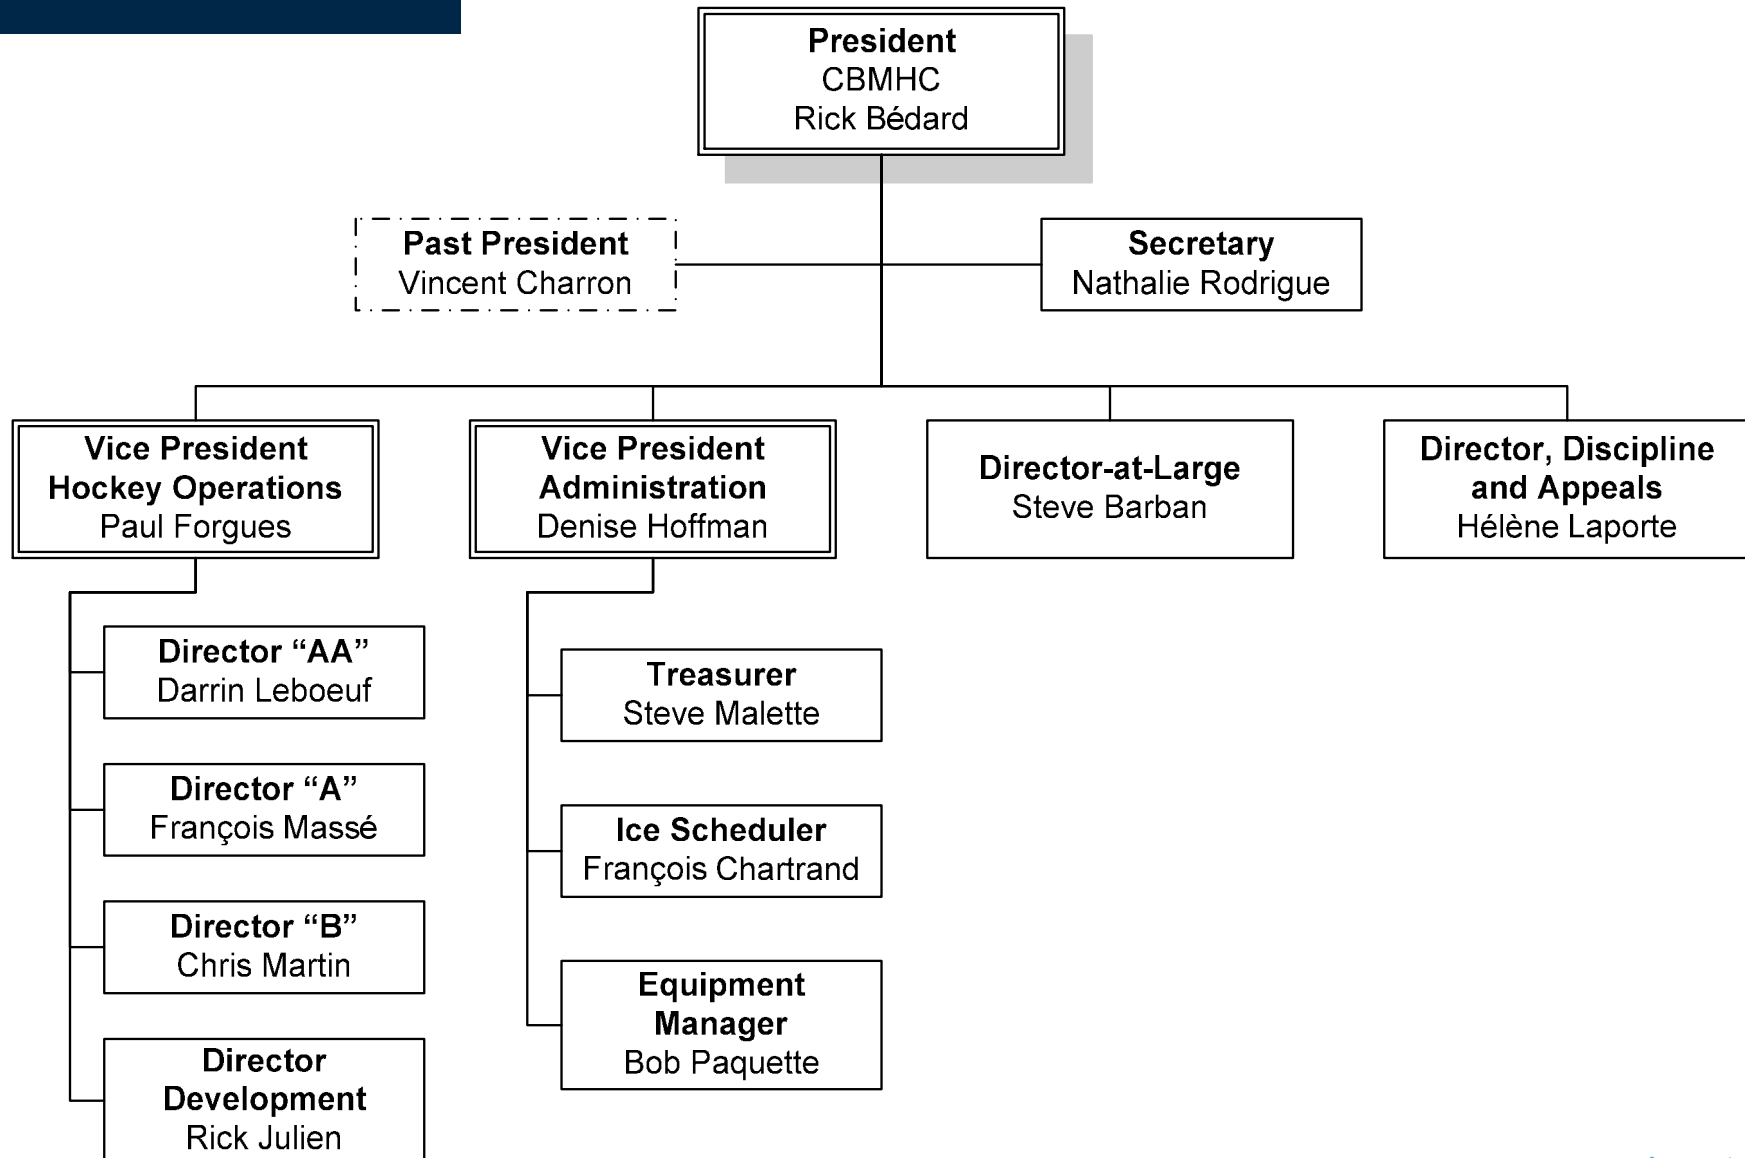 President
CBMHC
Rick Bédard
Past President
Vincent Charron
Secretary
Nathalie Rodrigue
Vice President
Hockey Operations
Paul Forgues
Vice President
Administration
Denise Hoffman
Director-at-Large
Steve Barban
Director, Discipline
and Appeals
Hélène Laporte
Director “AA”
Darrin Leboeuf
Director “A”
François Massé
Director “B”
Chris Martin
Director
Development
Rick Julien
Treasurer
Steve Malette
Ice Scheduler
François Chartrand
Equipment
Manager
Bob Paquette